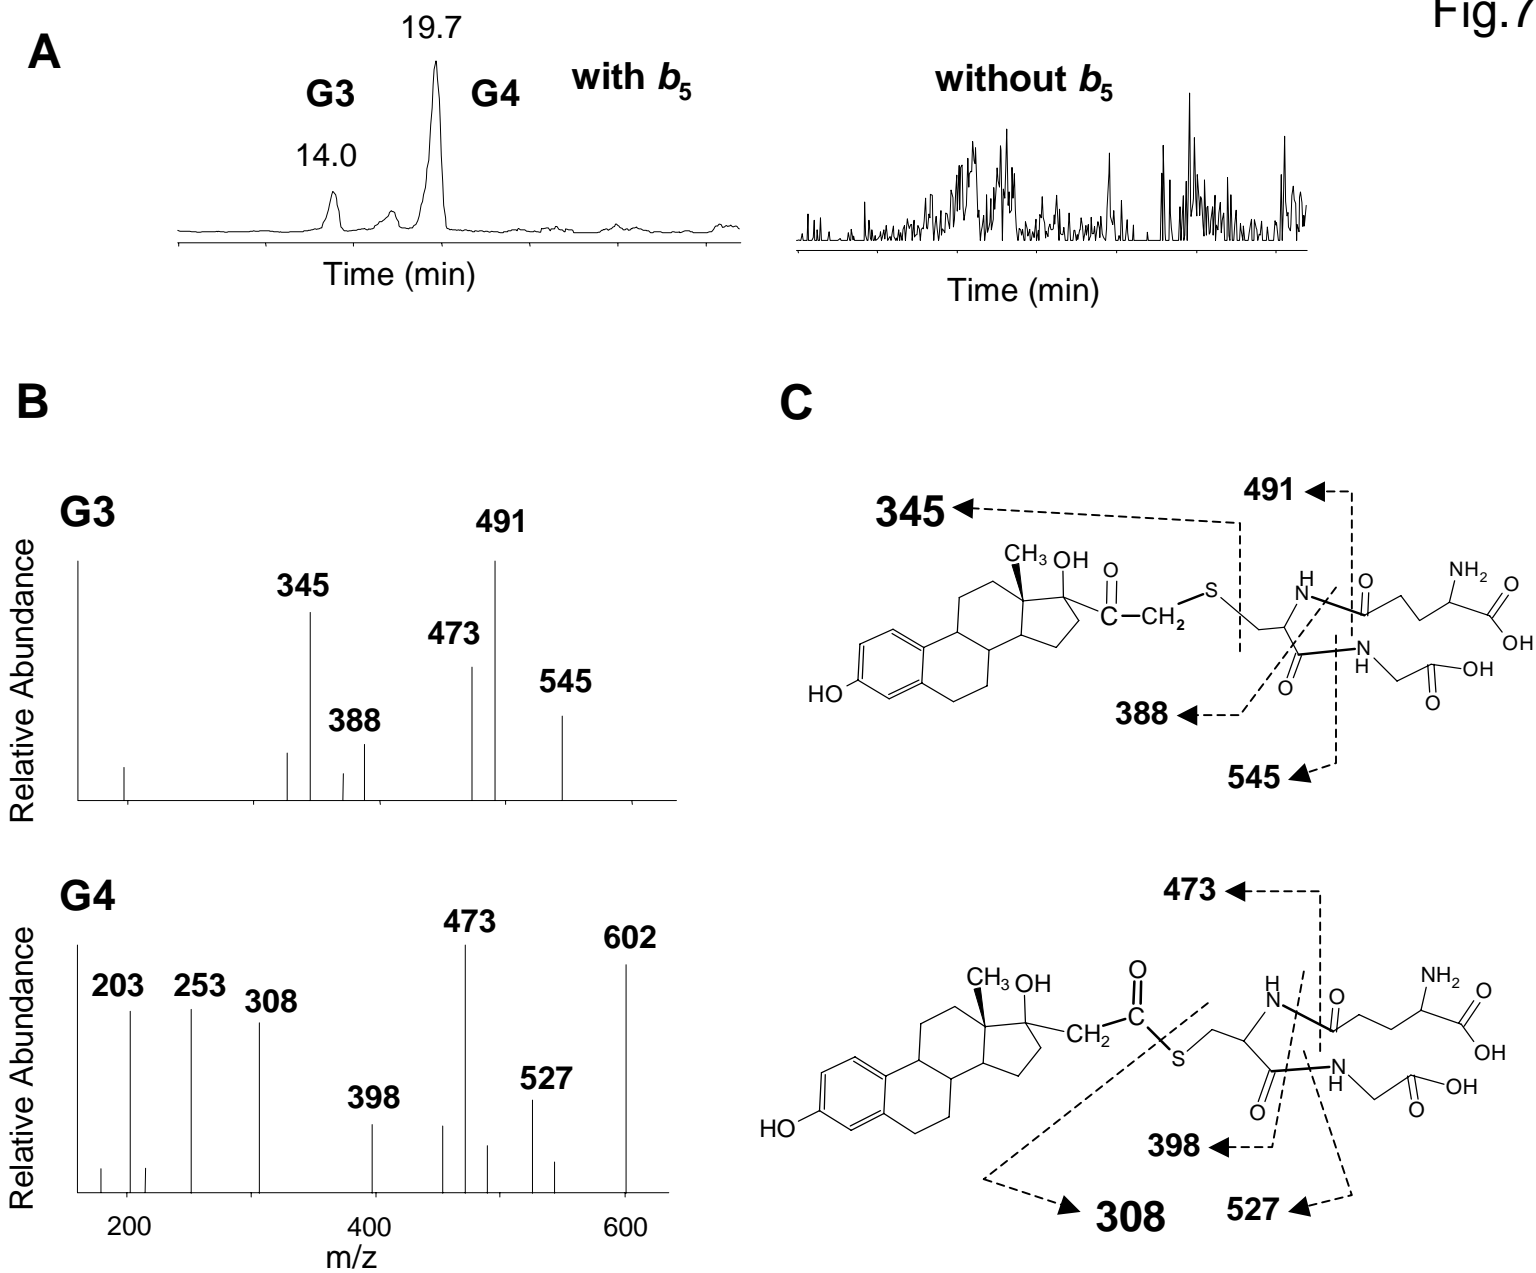 Fig.7
A
19.7
G3
G4
with b5
without b5
14.0
Time (min)
Time (min)
B
C
G3
Relative Abundance
345
388
473
491
545
345
491
CH3
OH
O
C
CH2
S
H
N
O
NH2
O
OH
N
H
O
OH
O
HO
388
545
G4
Relative Abundance
203
253
308
398
473
527
602
200
400
600
m/z
473
CH3
OH
O
C
CH2
S
H
N
O
NH2
O
OH
N
H
O
OH
O
HO
398
308
527